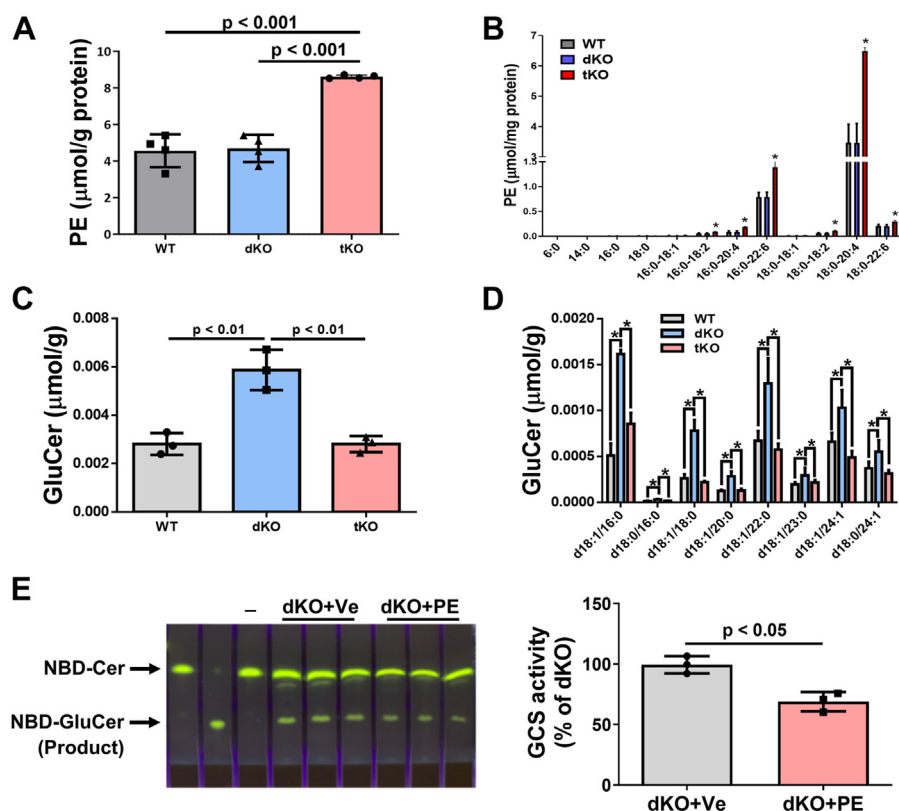 A
p < 0.001
p < 0.001
PE (μmol/g protein)
10
8
6
4
2
0
WT
dKO
tKO
B
WT
dKO
tKO
PE (μmol/mg protein)
7
6
5
4
3
1.5
1.0
0.5
0.0
*
*
*
*
*
*
6:0
14:0
16:0
18:0
16:0-18:1
16:0-18:2
16:0-20:4
16:0-22:6
18:0-18:1
18:0-18:2
18:0-20:4
18:0-22:6
C
p < 0.01
p < 0.01
GluCer (μmol/g)
0.008
0.006
0.004
0.002
0.000
WT
dKO
tKO
D
WT
dKO
tKO
GluCer (μmol/g)
0.0020
0.0015
0.0010
0.0005
0.0000
* *
* *
* *
* *
* *
* *
* *
* *
d18:1/16:0
d18:0/16:0
d18:1/18:0
d18:1/20:0
d18:1/22:0
d18:1/23:0
d18:1/24:1
d18:0/24:1
E
– dKO+Ve dKO+PE
NBD-Cer
NBD-GluCer
(Product)
GCS activity
(% of dKO)
150
100
50
0
p < 0.05
dKO+Ve
dKO+PE